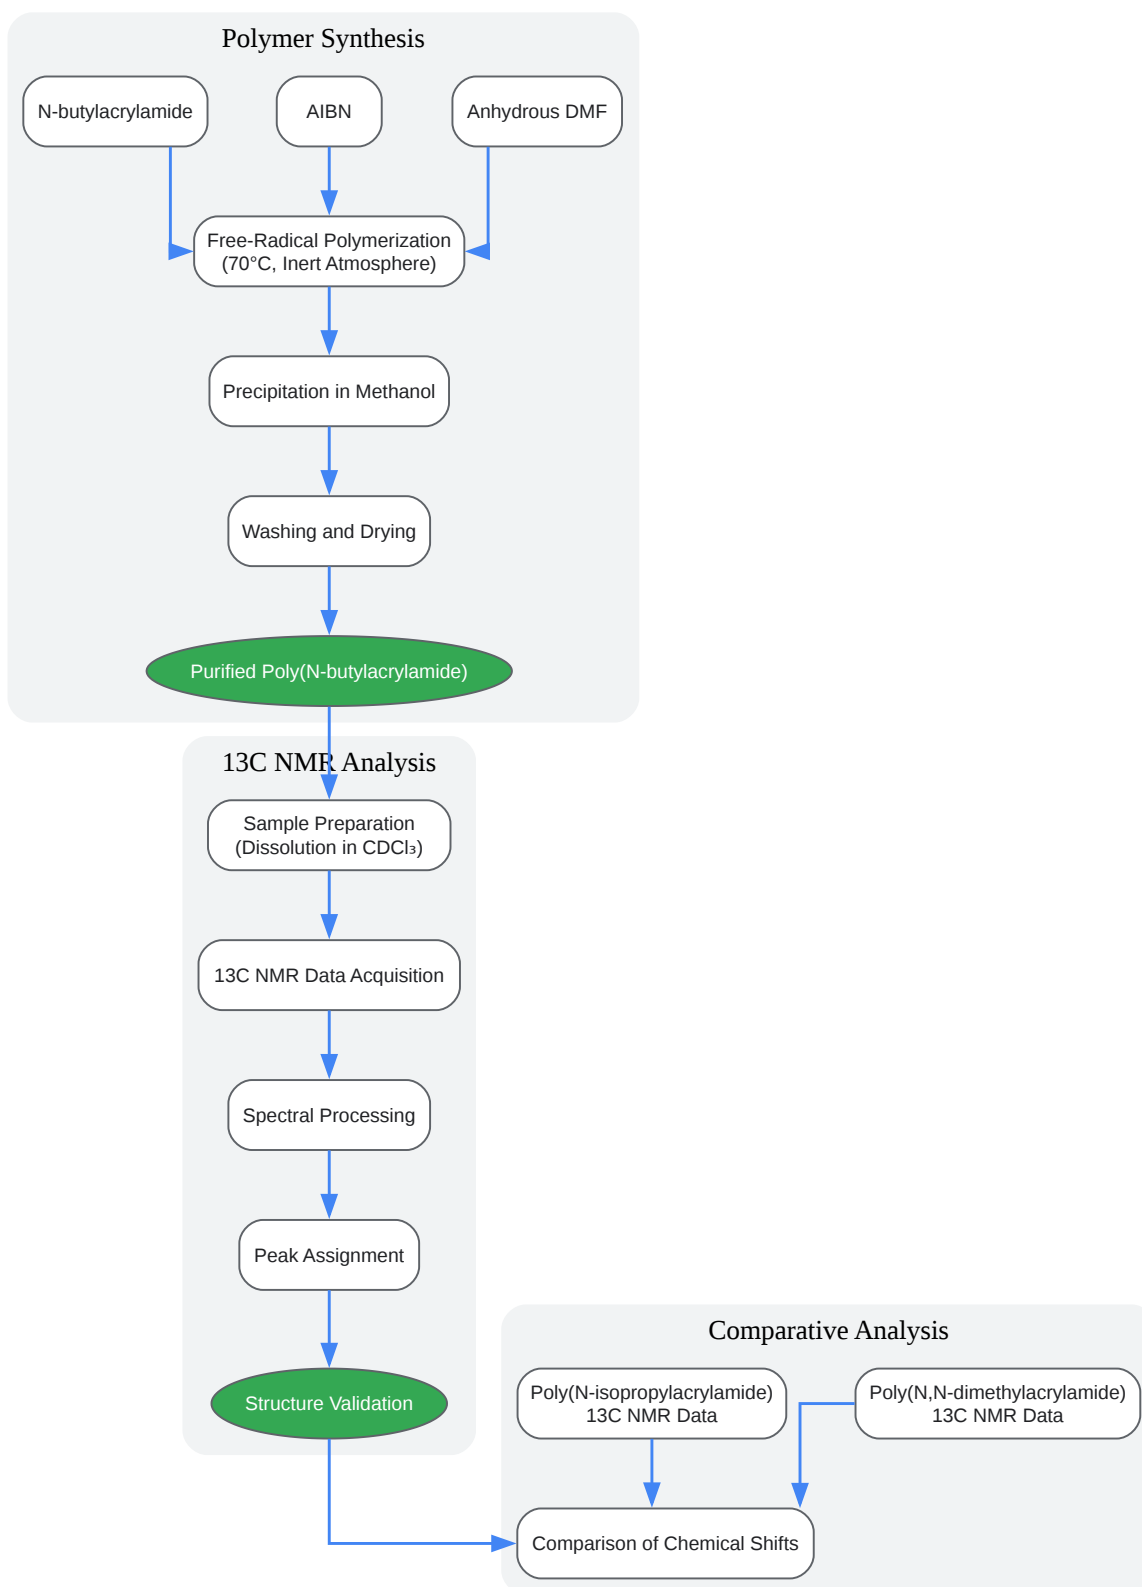 Polymer Synthesis
N-butylacrylamide
AIBN
Anhydrous DMF
Free-Radical Polymerization
(70°C, Inert Atmosphere)
Precipitation in Methanol
Washing and Drying
Purified Poly(N-butylacrylamide)
13C NMR Analysis
Sample Preparation
(Dissolution in CDCl₃)
13C NMR Data Acquisition
Spectral Processing
Peak Assignment
Structure Validation
Comparative Analysis
Poly(N-isopropylacrylamide)
13C NMR Data
Poly(N,N-dimethylacrylamide)
13C NMR Data
Comparison of Chemical Shifts